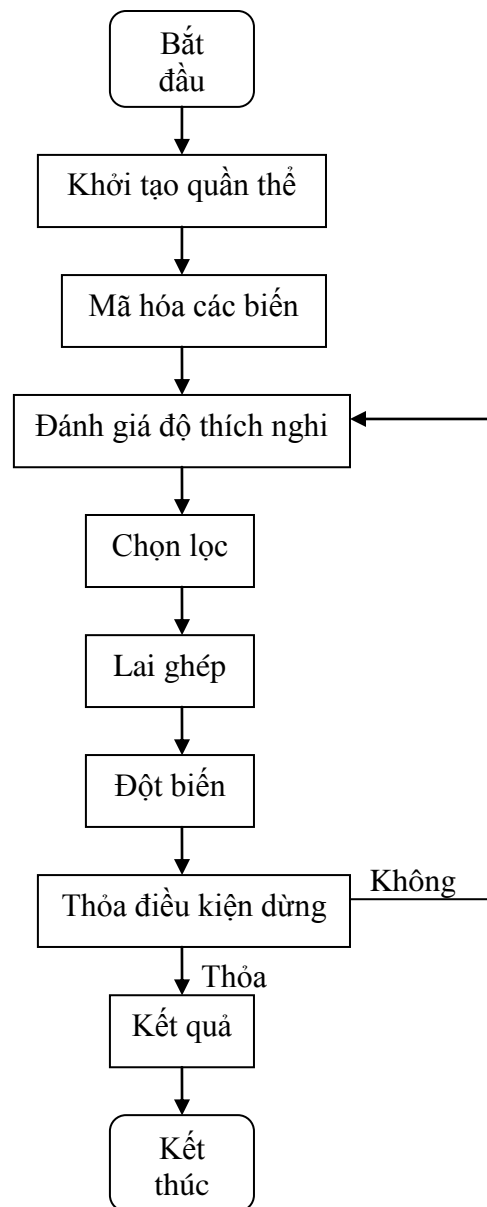 Bắt
đầu
Khởi tạo quần thể
Mã hóa các biến
Đánh giá độ thích nghi
Chọn lọc
Lai ghép
Đột biến
Không
Thỏa điều kiện dừng
Thỏa
Kết quả
Kết
thúc